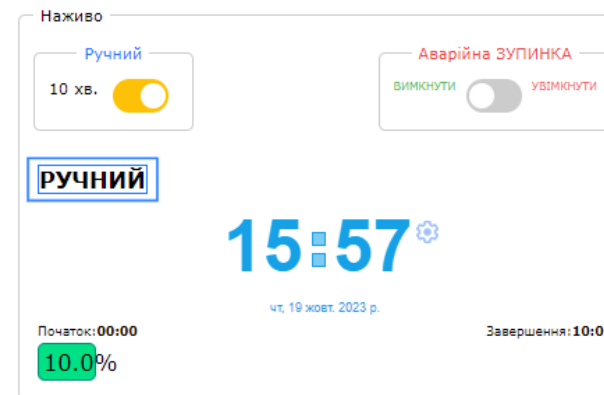 Наживо
Ручний
Аварійна ЗУПИНКА
10 хв.
ВИМКНУТИ
УВІМКНУТИ
РУЧНИЙ
15:57
чт, 19 жовт. 2023 р.
Початок:00:00
Завершення:10:0
10.0%